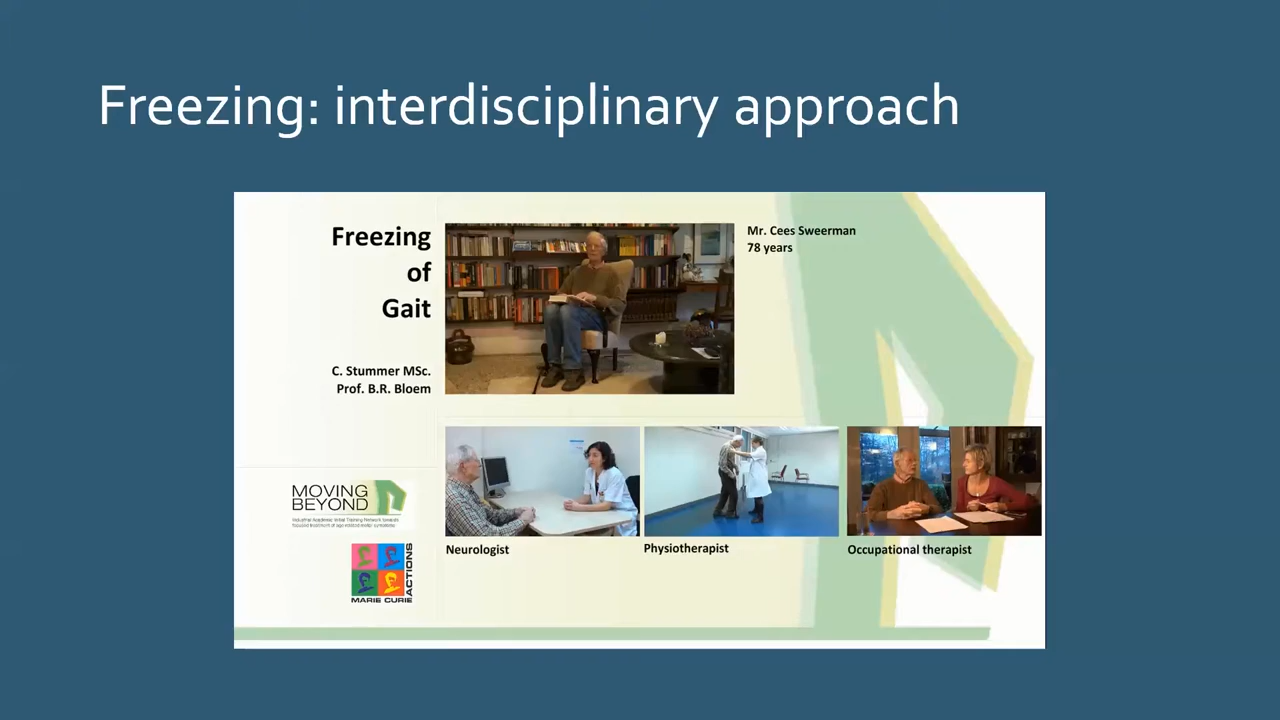 Freezing: interdisciplinary approach
Freezing
of
Gait
C. Stummer MSc.
Prof. B.R. Bloem
Mr. Cees Sweerman
78 years
MOVING
BEYOND
Neurologist
Physiotherapist
Occupational therapist
MARIE CURIE
ACTIONS